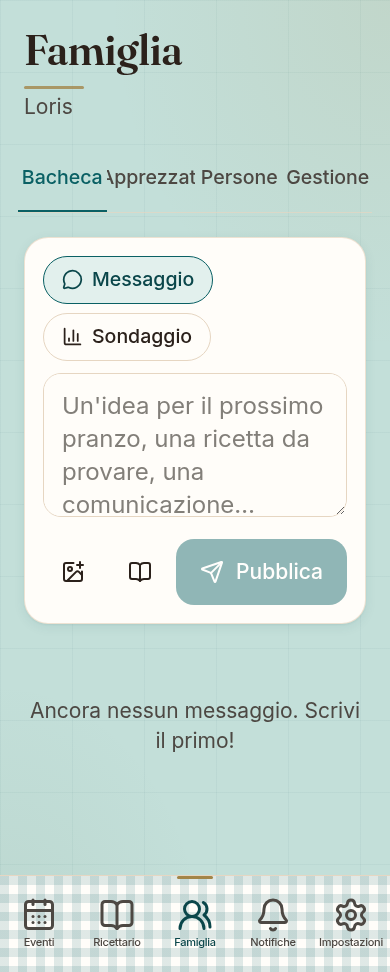 Famiglia
Loris
Bacheca Apprezzat Persone Gestione
Messaggio
Sondaggio
Un'idea per il prossimo
pranzo, una ricetta da
provare, una
comunicazione...
Pubblica
Ancora nessun messaggio. Scrivi
il primo!
Eventi Ricettario Famiglia Notifiche Impostazioni